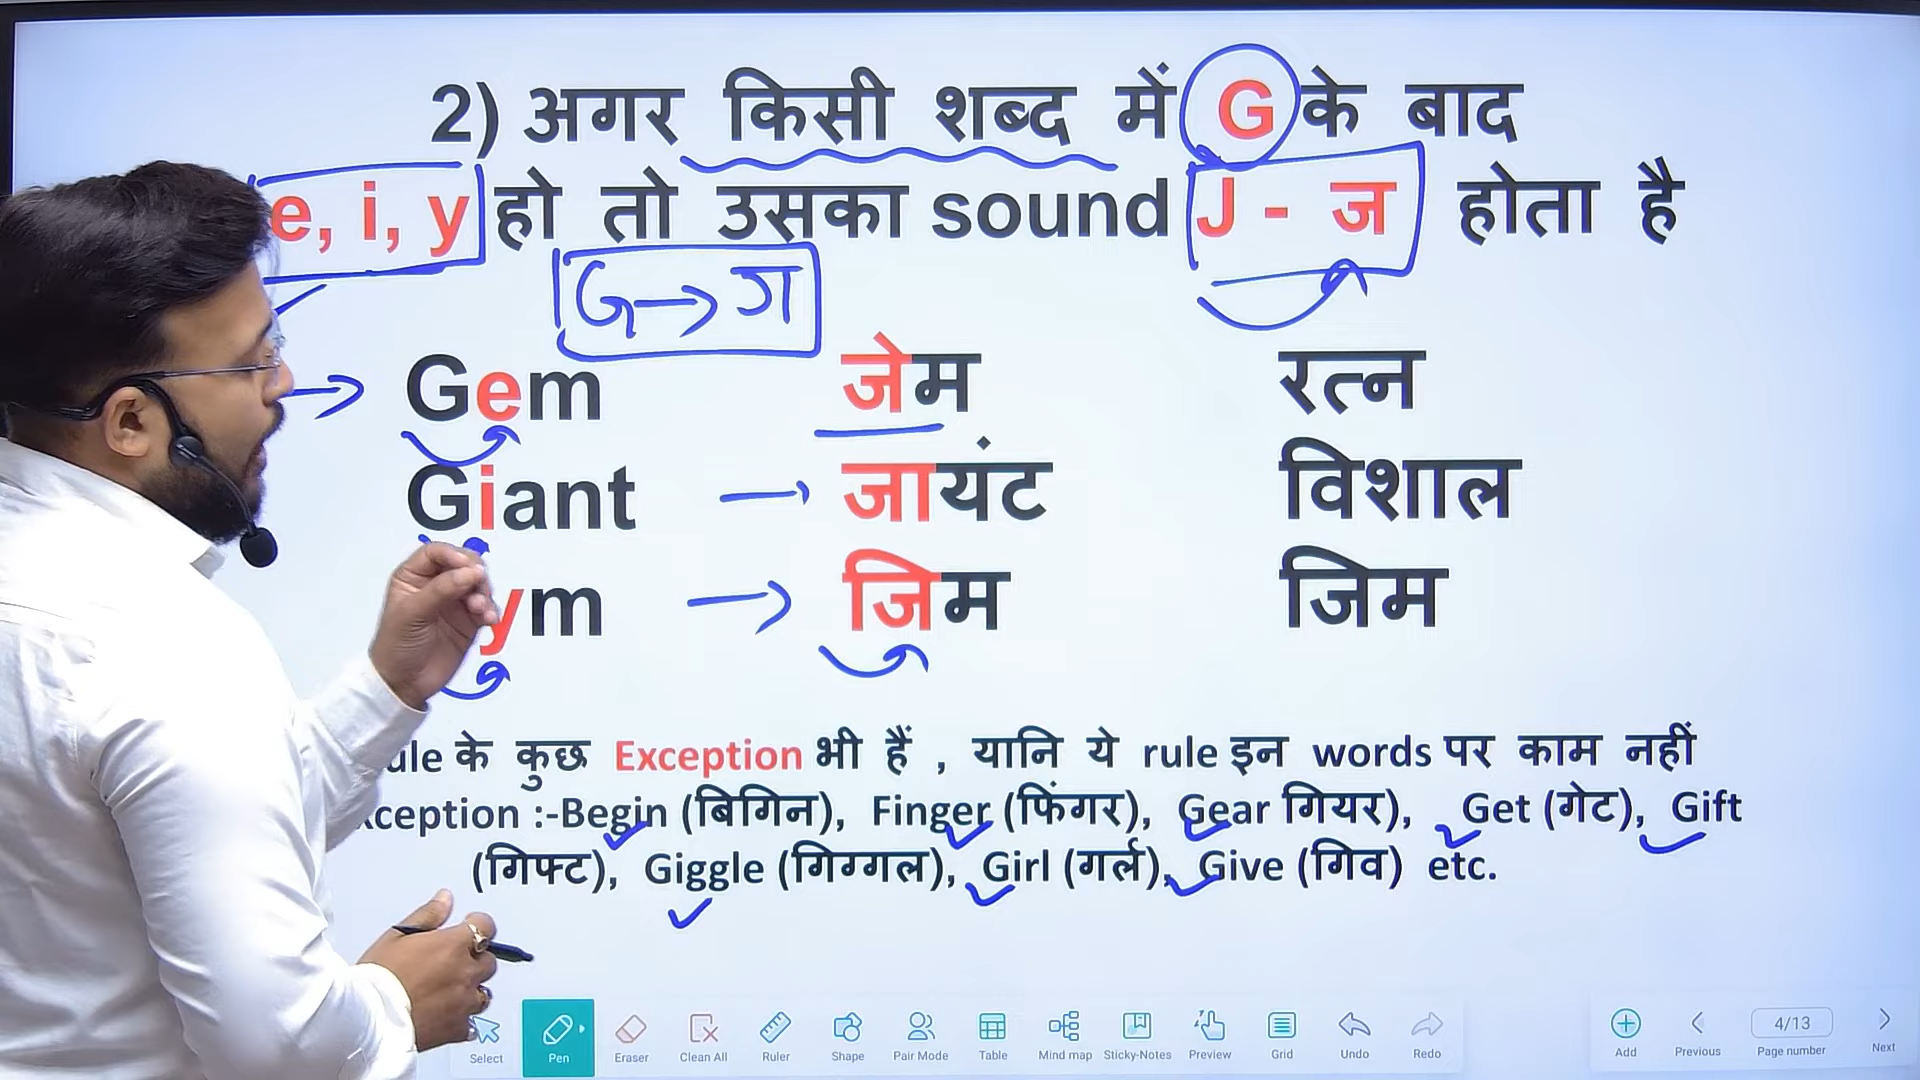 2) अगर किसी शब्द में G के बाद
e, i, y हो तो उसका sound J - ज होता है
G→ ग
Gem जेम रत्न
Giant जायंट विशाल
ym जिम जिम
ule के कुछ Exception भी हैं , यानि ये rule इन words पर काम नहीं
xception :-Begin (बिगिन), Finger (फिंगर), Gear गियर), Get (गेट), Gift
(गिफ्ट), Giggle (गिग्गल), Girl (गर्ल), Give (गिव) etc.
Select Pen Eraser Clean All Ruler Shape Pair Mode Table Mind map Sticky-Notes Preview Grid Undo Redo Add Previous 4/13 Page number Next